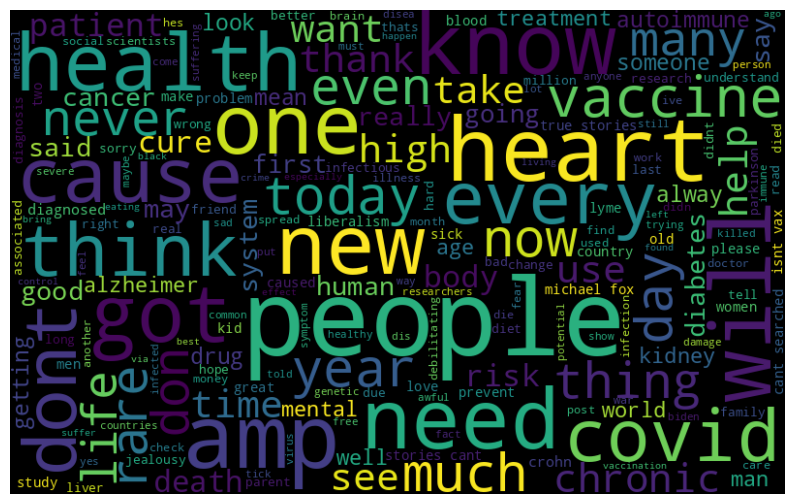 patient hes better brain disea thats blood treatment autoimmune ago
social scientists look want many someone say person
medical suffering health thank know happen must
come keep even take million anyone research understand
two cancer make problem mean really going lot vaccine ive
diagnosis never wrong one high true stories still didnt
said sorry cure first heart work last help died
severe maybe black infectious illness living
cause crime especially hard every alway parkinson immune read
diagnosed eating today spread liberalism month lyme didn isnt vax
associated bring may friend system age find left trying
right real sad sick country used found old killed please
think feel put new now bad change doctor
control caused body use michael fox day diabetes tell
good alzheimer effect human researchers way women
got people kid common healthy dis die diet fear debilitating potential infection show kidney damage will cant searched
dont long another via best symptom
men infected drug told risk thing
getting life don hope money year genetic love prevent
rare time great due awful war biden family
suffer countries check virus mental free need post world
amp fact covid
yes jealousy tick well stories cant crohn vaccination care
study liver death parent see much chronic man